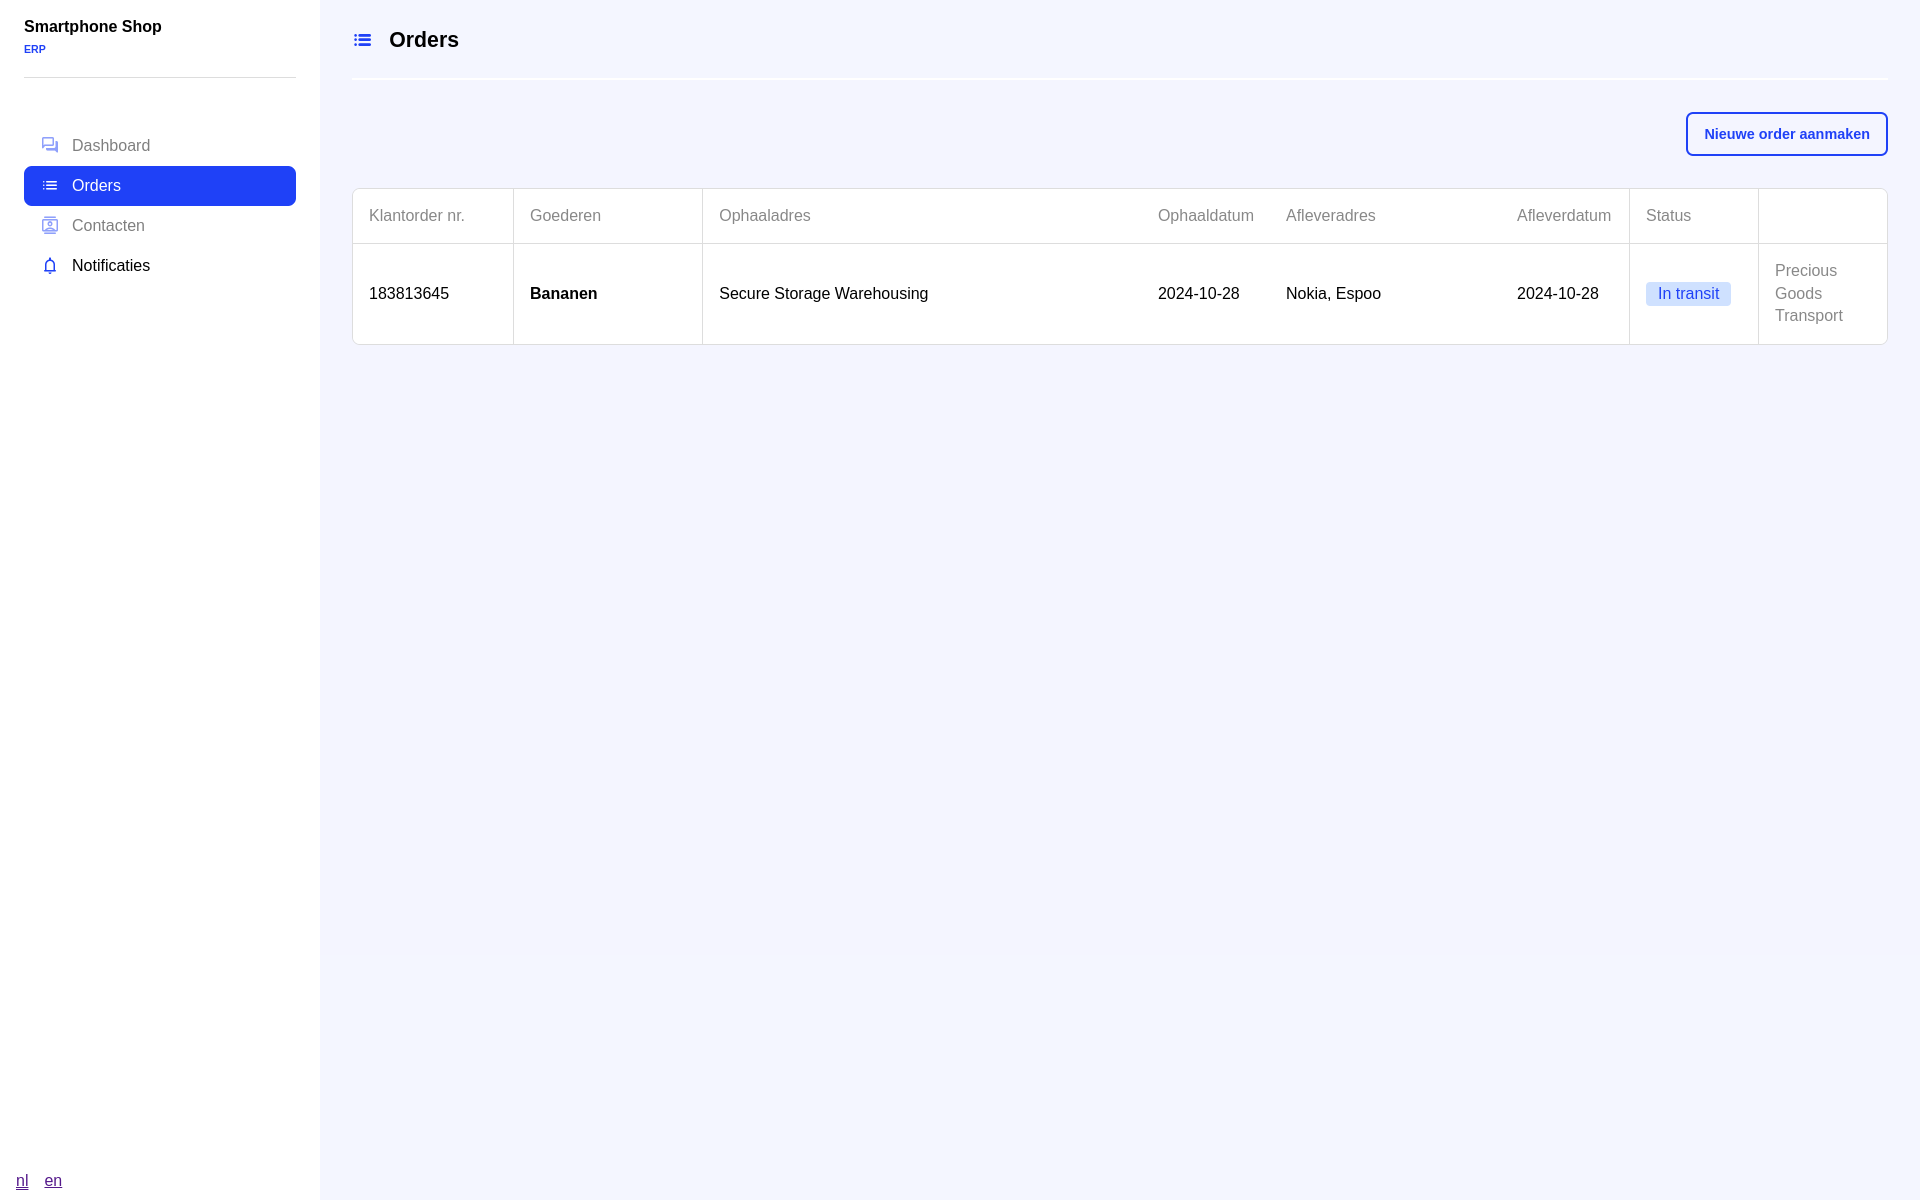 Smartphone Shop
ERP
Dashboard
Orders
Contacten
Notificaties
nl en
Orders
Nieuwe order aanmaken
Klantorder nr. Goederen Ophaaladres Ophaaldatum Afleveradres Afleverdatum Status
183813645 Bananen Secure Storage Warehousing 2024-10-28 Nokia, Espoo 2024-10-28 In transit Precious
Goods
Transport